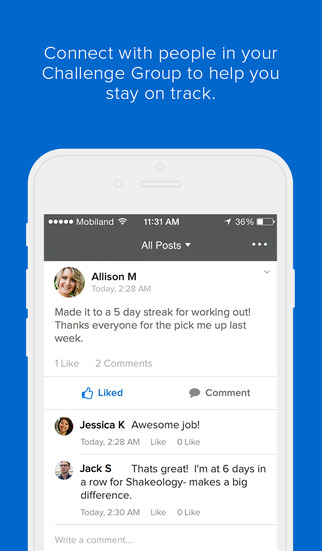 Connect with people in your
Challenge Group to help you
stay on track.
Mobiland 11:31 AM 36%
All Posts
Allison M
Today, 2:28 AM
Made it to a 5 day streak for working out!
Thanks everyone for the pick me up last
week.
1 Like 2 Comments
Liked Comment
Jessica K Awesome job!
Today, 2:28 AM Like 0 Like
Jack S Thats great! I'm at 6 days in
a row for Shakeology- makes a big
difference.
Today, 2:30 AM Like 0 Like
Write a comment...